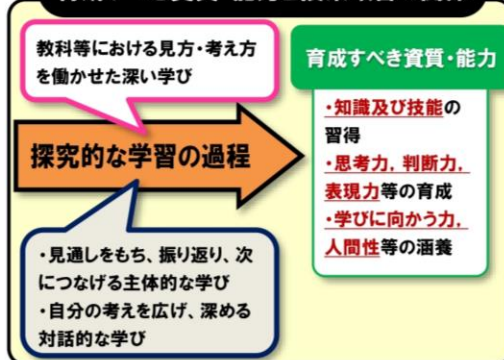 教科等における見方・考え方
を働かせた深い学び
探究的な学習の過程
・見通しをもち、振り返り、次
につなげる主体的な学び
・自分の考えを広げ、深める
対話的な学び
育成すべき資質・能力
・知識及び技能の
習得
・思考力，判断力，
表現力等の育成
・学びに向かう力，
人間性等の涵養